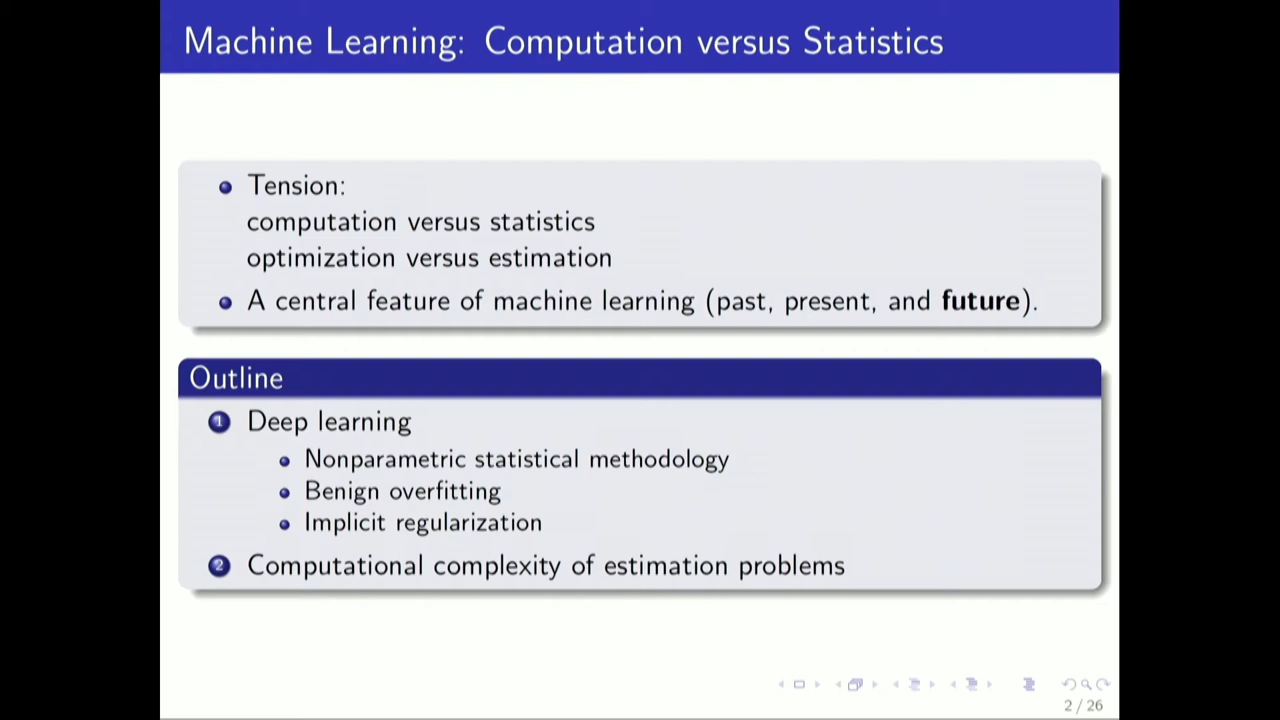 Machine Learning: Computation versus Statistics
Tension:
computation versus statistics
optimization versus estimation
A central feature of machine learning (past, present, and future).
Outline
1 Deep learning
Nonparametric statistical methodology
Benign overfitting
Implicit regularization
2 Computational complexity of estimation problems
2 / 26